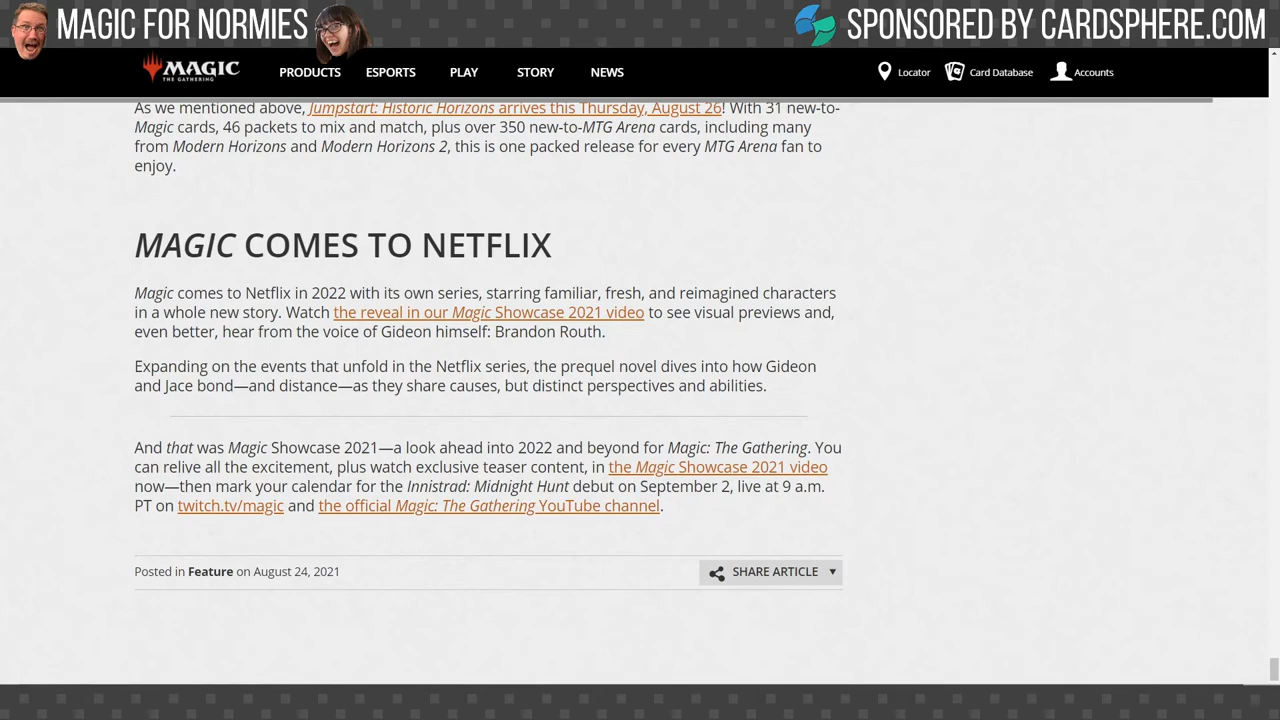 MAGIC FOR NORMIES
SPONSORED BY CARDSPHERE.COM
MAGIC
THE GATHERING
PRODUCTS ESPORTS PLAY STORY NEWS
Locator Card Database Accounts
As we mentioned above, Jumpstart: Historic Horizons arrives this Thursday, August 26! With 31 new-to-
Magic cards, 46 packets to mix and match, plus over 350 new-to-MTG Arena cards, including many
from Modern Horizons and Modern Horizons 2, this is one packed release for every MTG Arena fan to
enjoy.
MAGIC COMES TO NETFLIX
Magic comes to Netflix in 2022 with its own series, starring familiar, fresh, and reimagined characters
in a whole new story. Watch the reveal in our Magic Showcase 2021 video to see visual previews and,
even better, hear from the voice of Gideon himself: Brandon Routh.
Expanding on the events that unfold in the Netflix series, the prequel novel dives into how Gideon
and Jace bond—and distance—as they share causes, but distinct perspectives and abilities.
And that was Magic Showcase 2021—a look ahead into 2022 and beyond for Magic: The Gathering. You
can relive all the excitement, plus watch exclusive teaser content, in the Magic Showcase 2021 video
now—then mark your calendar for the Innistrad: Midnight Hunt debut on September 2, live at 9 a.m.
PT on twitch.tv/magic and the official Magic: The Gathering YouTube channel.
Posted in Feature on August 24, 2021
SHARE ARTICLE